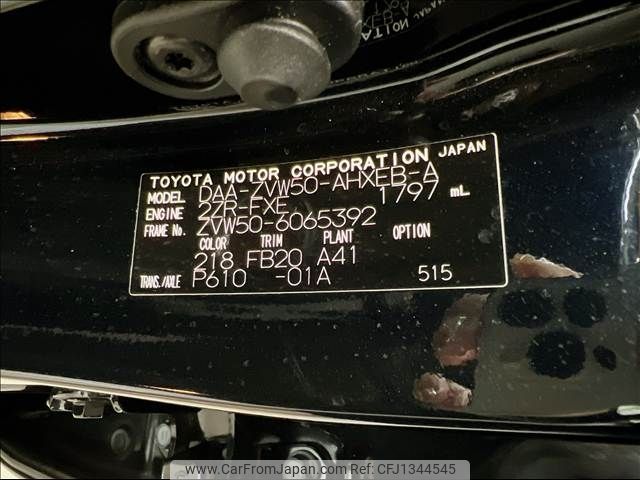 TOYOTA MOTOR CORPORATION JAPAN
MODEL DAA-ZVW50-AHXEB-A
ENGINE 2ZR-FXE 1797 mL
FRAME No. ZVW50-6065392
COLOR TRIM PLANT OPTION
218 FB20 A41
TRANS./AXLE P610 -01A 515
www.CarFromJapan.com | CFJ1344545